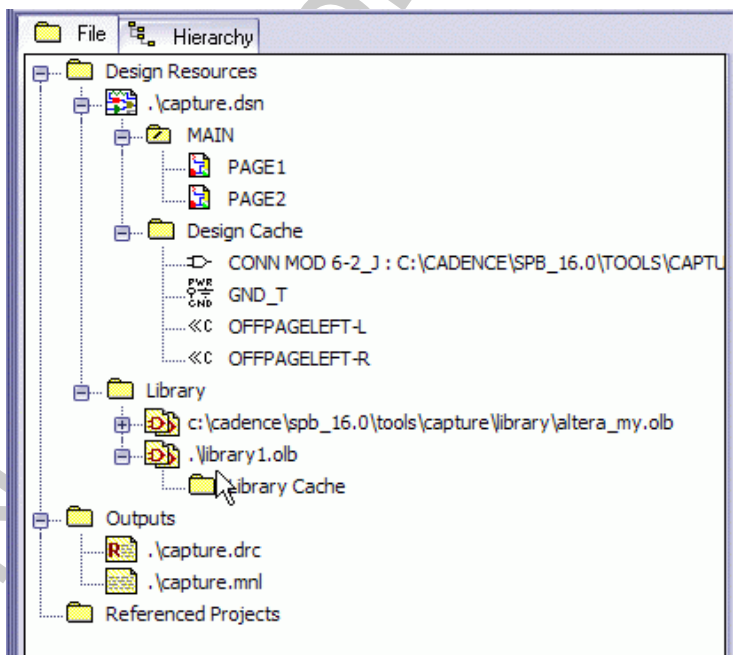 File Hierarchy
Design Resources
.\capture.dsn
MAIN
PAGE1
PAGE2
Design Cache
CONN MOD 6-2_J : C:\CADENCE\SPB_16.0\TOOLS\CAPTU
PWR
GND
GND_T
«C OFFPAGELEFT-L
«C OFFPAGELEFT-R
Library
c:\cadence\spb_16.0\tools\capture\library\altera_my.olb
.\library1.olb
Library Cache
Outputs
R .\capture.drc
.\capture.mnl
Referenced Projects